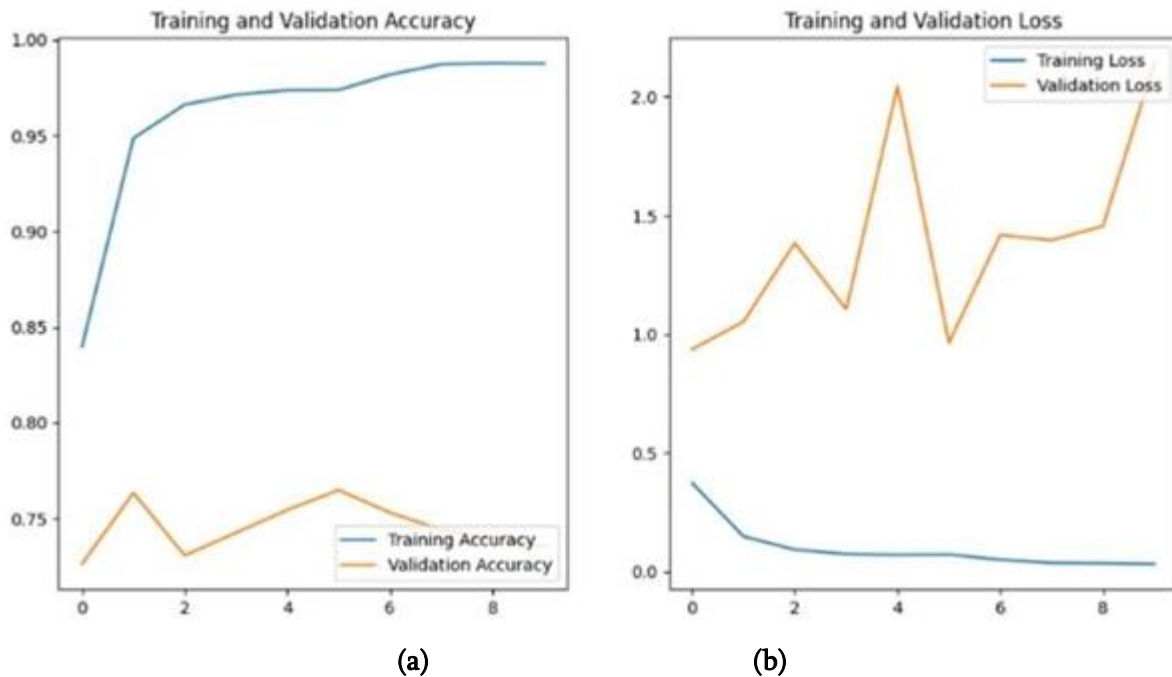 Training and Validation Accuracy
1.00
0.95
0.90
0.85
0.80
0.75
Training Accuracy
Validation Accuracy
0 2 4 6 8
(a)
Training and Validation Loss
Training Loss
Validation Loss
2.0
1.5
1.0
0.5
0.0
0 2 4 6 8
(b)